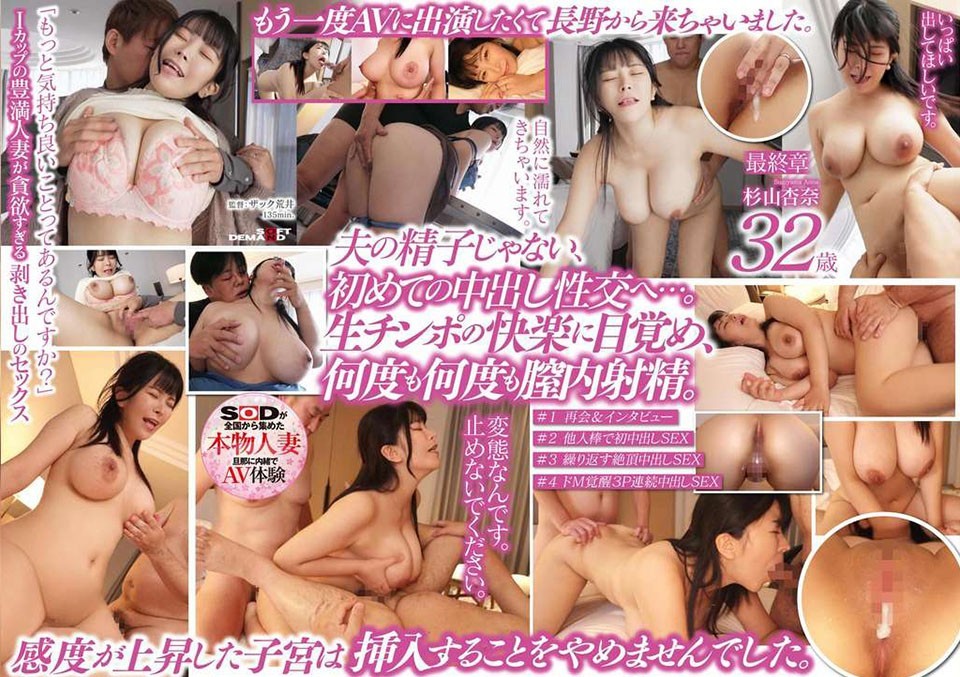 もう一度AVに出演したくて長野から来ちゃいました。
「もっと気持ち良いことってあるんですか?」
Iカップの豊満人妻が貪欲すぎる剥き出しのセックス
監督:ザック荒井
135min.
SOFT
DEMAND
自然に濡れて
きちゃいます。
いっぱい
出してほしいです。
最終章
杉山杏奈
32歳
夫の精子じゃない、
初めての中出し性交へ…。
生チンポの快楽に目覚め、
何度も何度も膣内射精。
SODが
全国から集めた
本物人妻
旦那に内緒で
AV体験
変態なんです。
止めないでください。
#1 再会&インタビュー
#2 他人棒で初中出しSEX
#3 繰り返す絶頂中出しSEX
#4 ドM覚醒3P連続中出しSEX
感度が上昇した子宮は挿入することをやめませんでした。